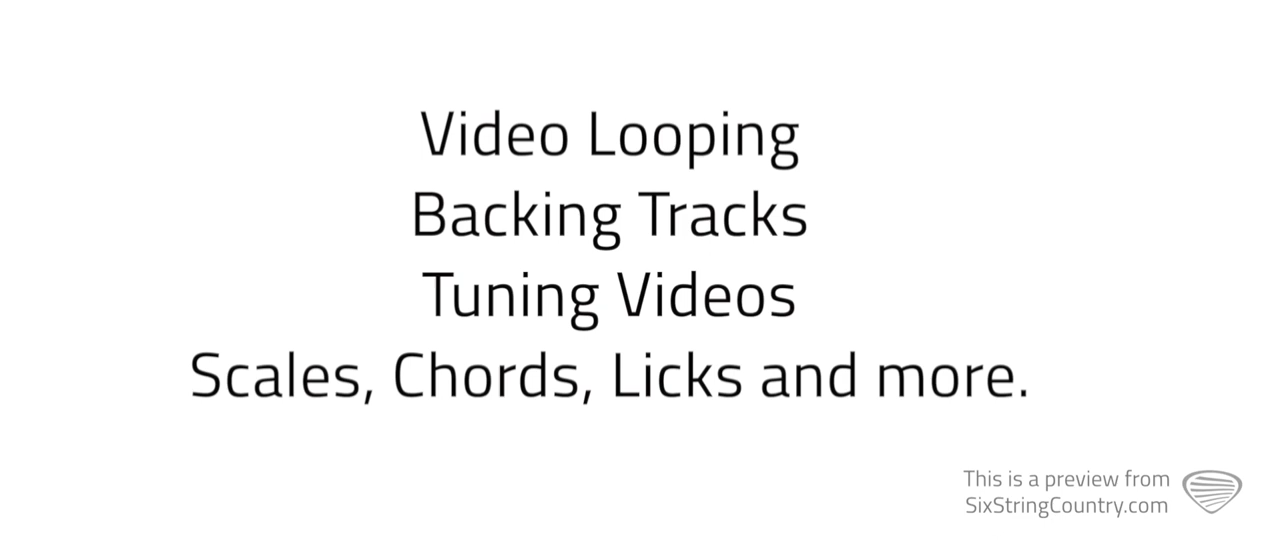 Video Looping
Backing Tracks
Tuning Videos
Scales, Chords, Licks and more.
This is a preview from
SixStringCountry.com